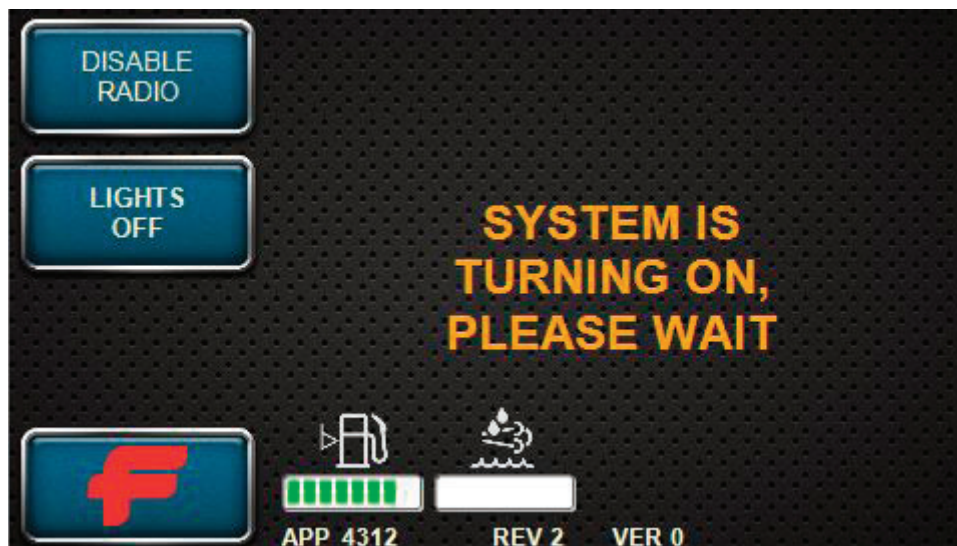 DISABLE
RADIO
LIGHTS
OFF
SYSTEM IS
TURNING ON,
PLEASE WAIT
APP 4312 REV 2 VER 0